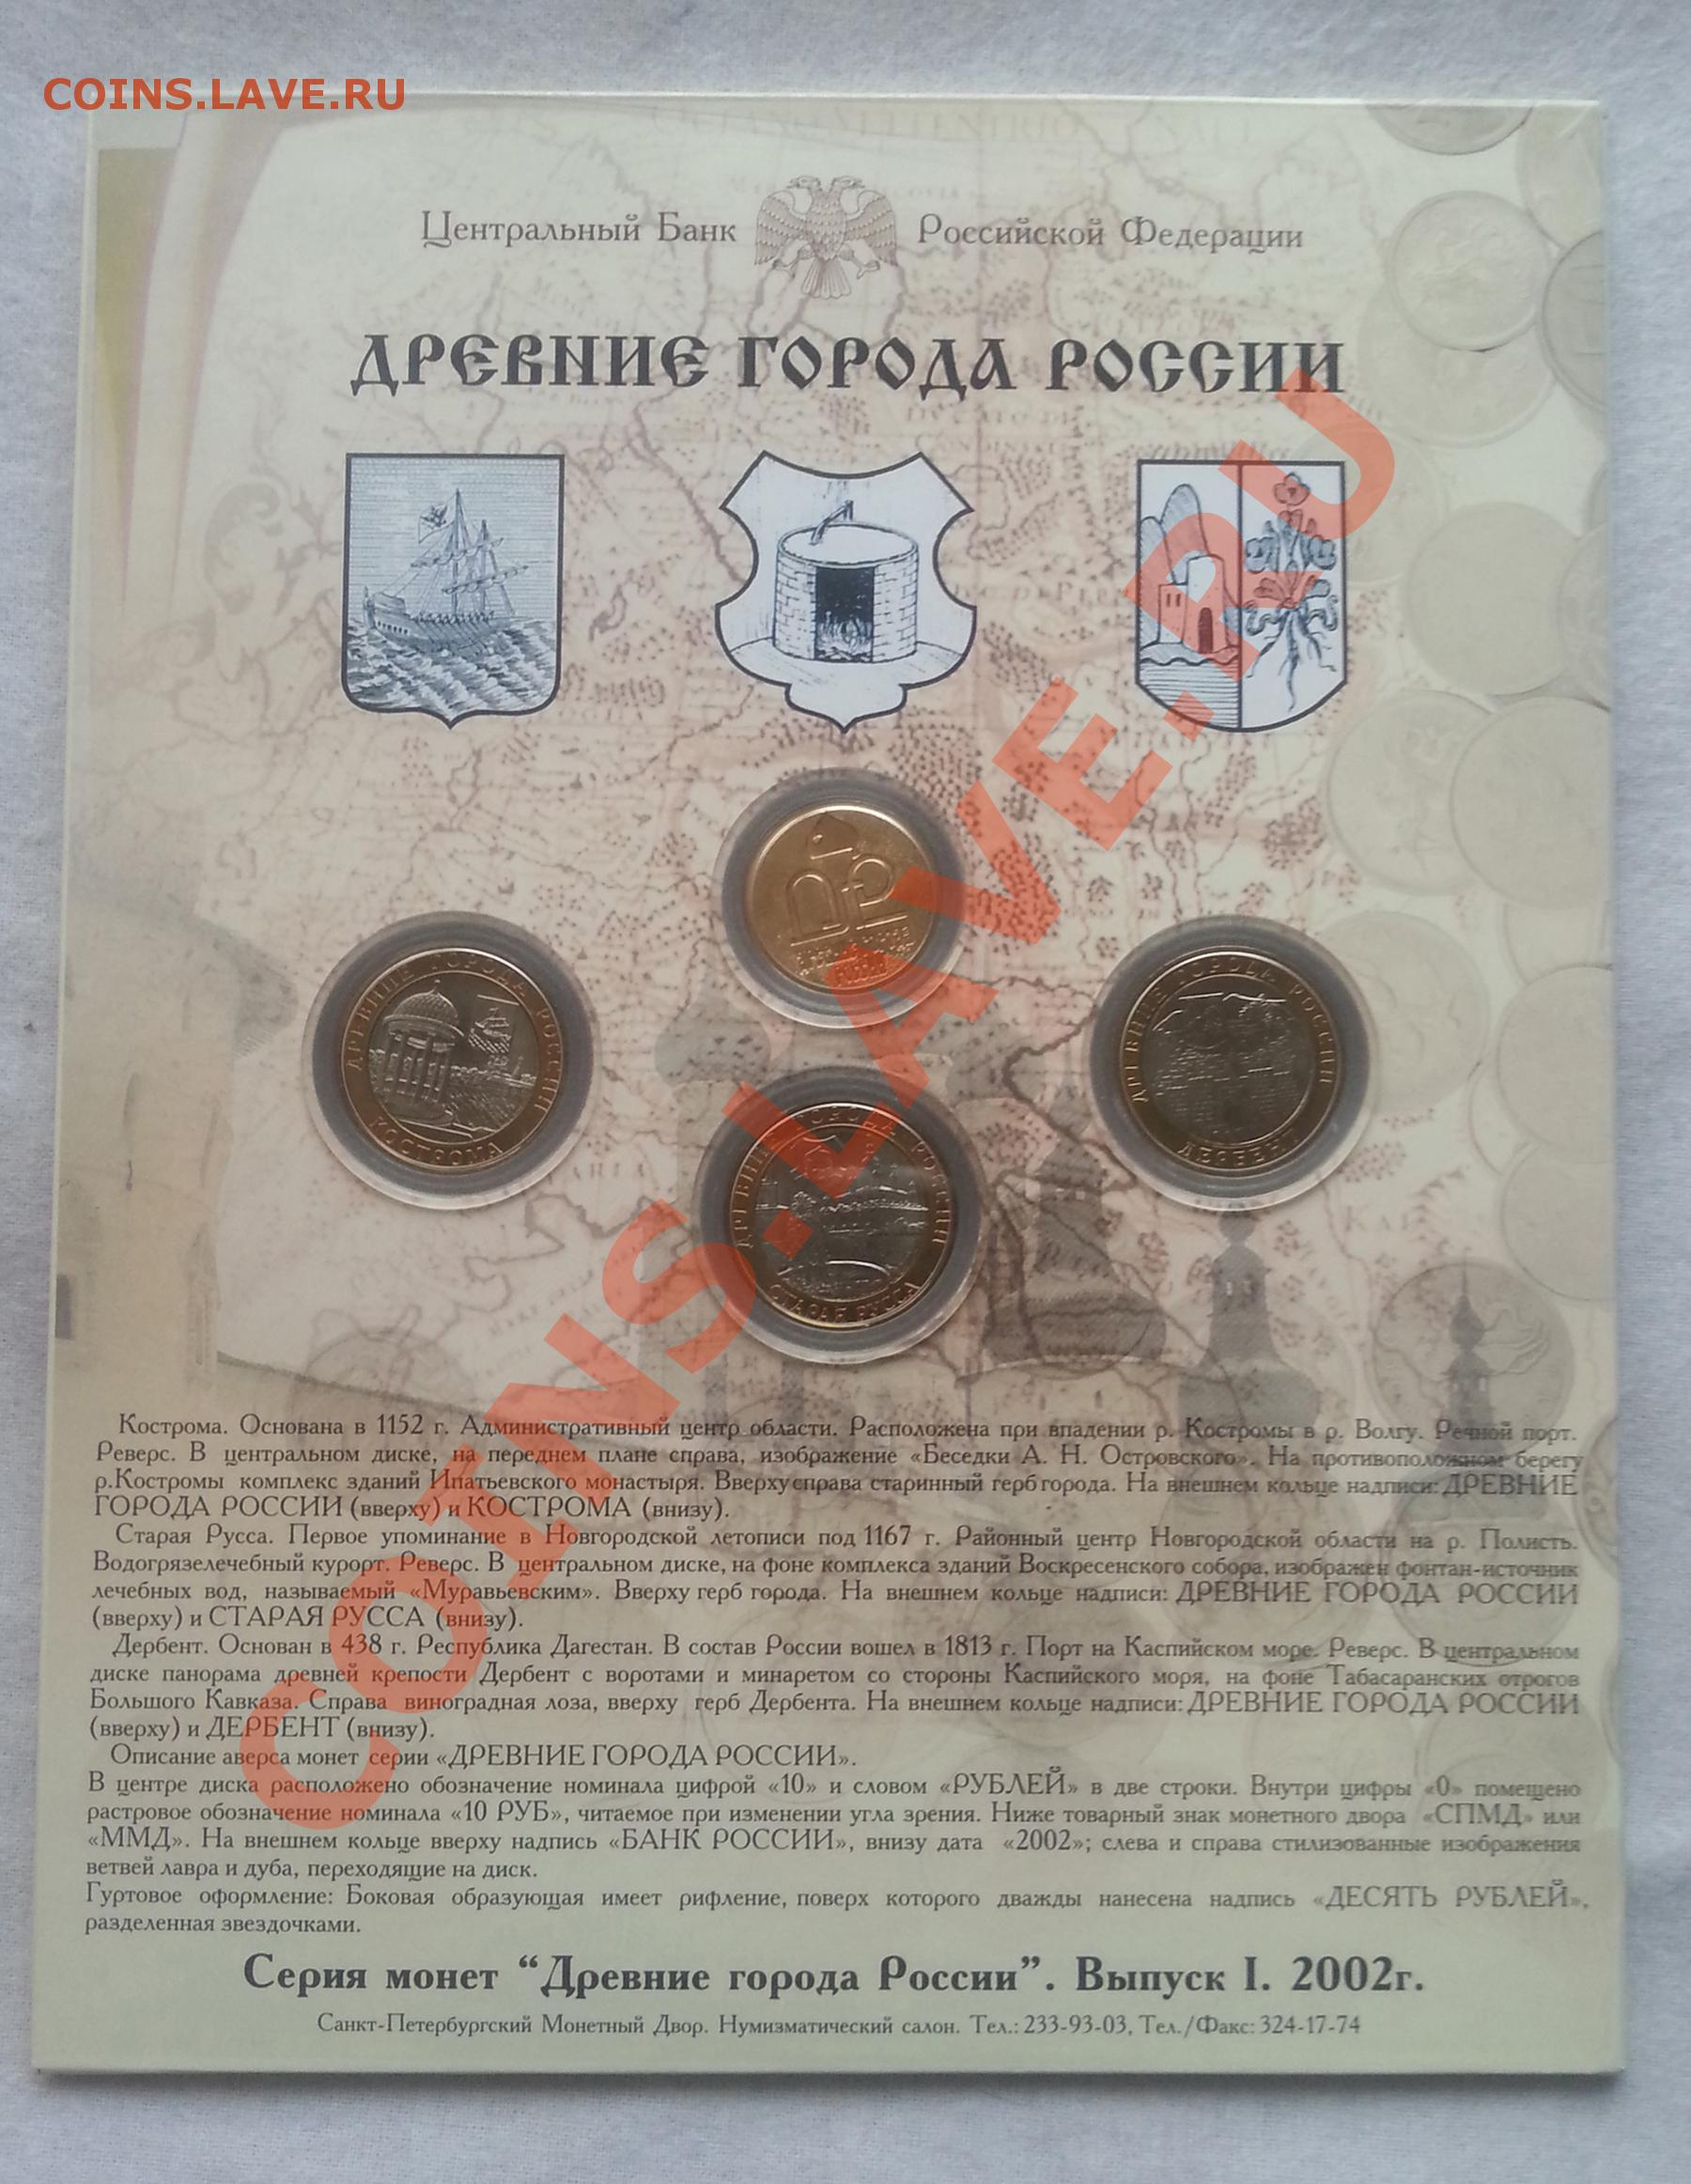 COINS.LAVE.RU
Центральный Банк Российской Федерации
ДРЕВНИЕ ГОРОДА РОССИИ
ДРЕВНИЕ ГОРОДА РОССИИ
КОСТРОМА
ДРЕВНИЕ ГОРОДА РОССИИ
СТАРАЯ РУССА
ДРЕВНИЕ ГОРОДА РОССИИ
ДЕРБЕНТ
COINS.LAVE.RU
Кострома. Основана в 1152 г. Административный центр области. Расположена при впадении р. Костромы в р. Волгу. Речной порт.
Реверс. В центральном диске, на переднем плане справа, изображение «Беседки А. Н. Островского». На противоположном берегу
р.Костромы комплекс зданий Ипатьевского монастыря. Вверху справа старинный герб города. На внешнем кольце надписи: ДРЕВНИЕ
ГОРОДА РОССИИ (вверху) и КОСТРОМА (внизу).
Старая Русса. Первое упоминание в Новгородской летописи под 1167 г. Районный центр Новгородской области на р. Полисть.
Водогрязелечебный курорт. Реверс. В центральном диске, на фоне комплекса зданий Воскресенского собора, изображен фонтан-источник
лечебных вод, называемый «Муравьевским». Вверху герб города. На внешнем кольце надписи: ДРЕВНИЕ ГОРОДА РОССИИ
(вверху) и СТАРАЯ РУССА (внизу).
Дербент. Основан в 438 г. Республика Дагестан. В состав России вошел в 1813 г. Порт на Каспийском море. Реверс. В центральном
диске панорама древней крепости Дербент с воротами и минаретом со стороны Каспийского моря, на фоне Табасаранских отрогов
Большого Кавказа. Справа виноградная лоза, вверху герб Дербента. На внешнем кольце надписи: ДРЕВНИЕ ГОРОДА РОССИИ
(вверху) и ДЕРБЕНТ (внизу).
Описание аверса монет серии «ДРЕВНИЕ ГОРОДА РОССИИ».
В центре диска расположено обозначение номинала цифрой «10» и словом «РУБЛЕЙ» в две строки. Внутри цифры «0» помещено
растровое обозначение номинала «10 РУБ», читаемое при изменении угла зрения. Ниже товарный знак монетного двора «СПМД» или
«ММД». На внешнем кольце вверху надпись «БАНК РОССИИ», внизу дата «2002»; слева и справа стилизованные изображения
ветвей лавра и дуба, переходящие на диск.
Гуртовое оформление: Боковая образующая имеет рифление, поверх которого дважды нанесена надпись «ДЕСЯТЬ РУБЛЕЙ»,
разделенная звездочками.
Серия монет “Древние города России”. Выпуск I. 2002г.
Санкт-Петербургский Монетный Двор. Нумизматический салон. Тел.: 233-93-03, Тел./Факс: 324-17-74